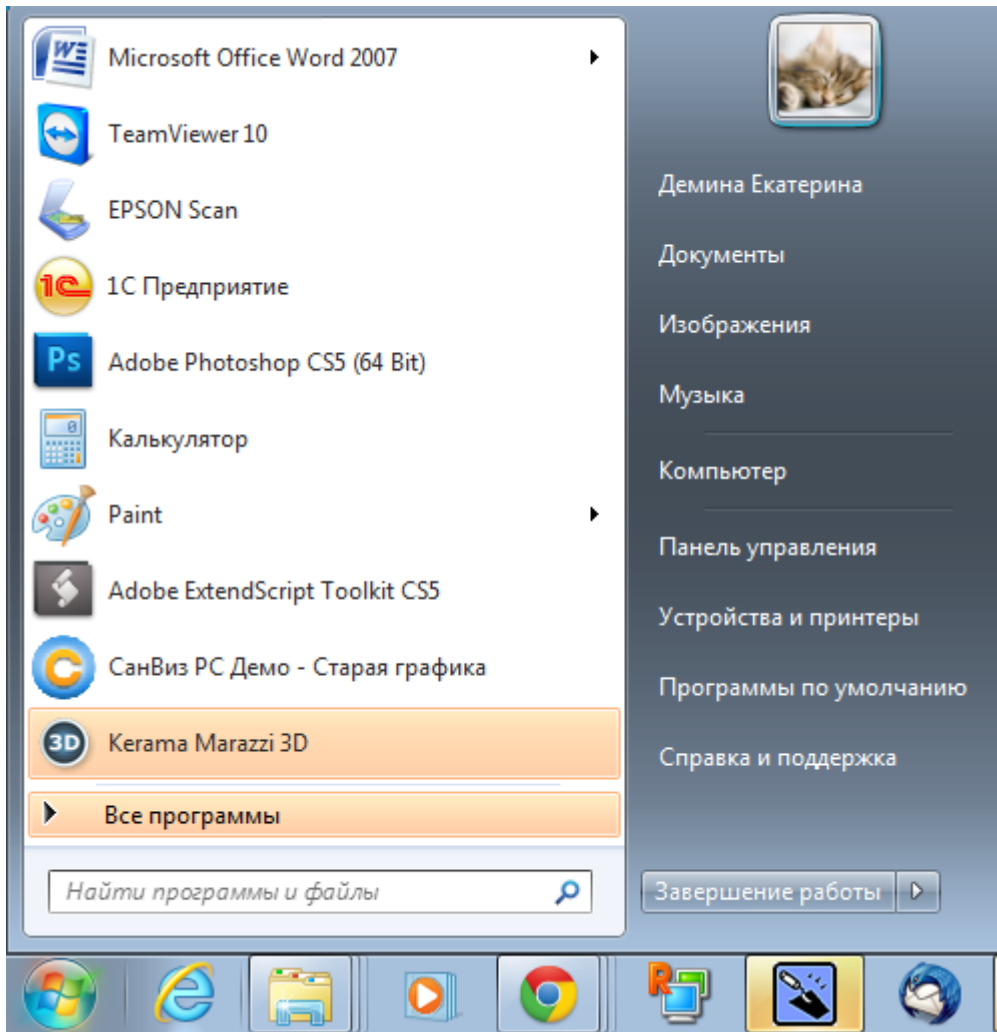 Microsoft Office Word 2007
TeamViewer 10
EPSON Scan
1С Предприятие
Adobe Photoshop CS5 (64 Bit)
Калькулятор
Paint
Adobe ExtendScript Toolkit CS5
СанВиз РС Демо - Старая графика
Kerama Marazzi 3D
Все программы
Найти программы и файлы
Демина Екатерина
Документы
Изображения
Музыка
Компьютер
Панель управления
Устройства и принтеры
Программы по умолчанию
Справка и поддержка
Завершение работы